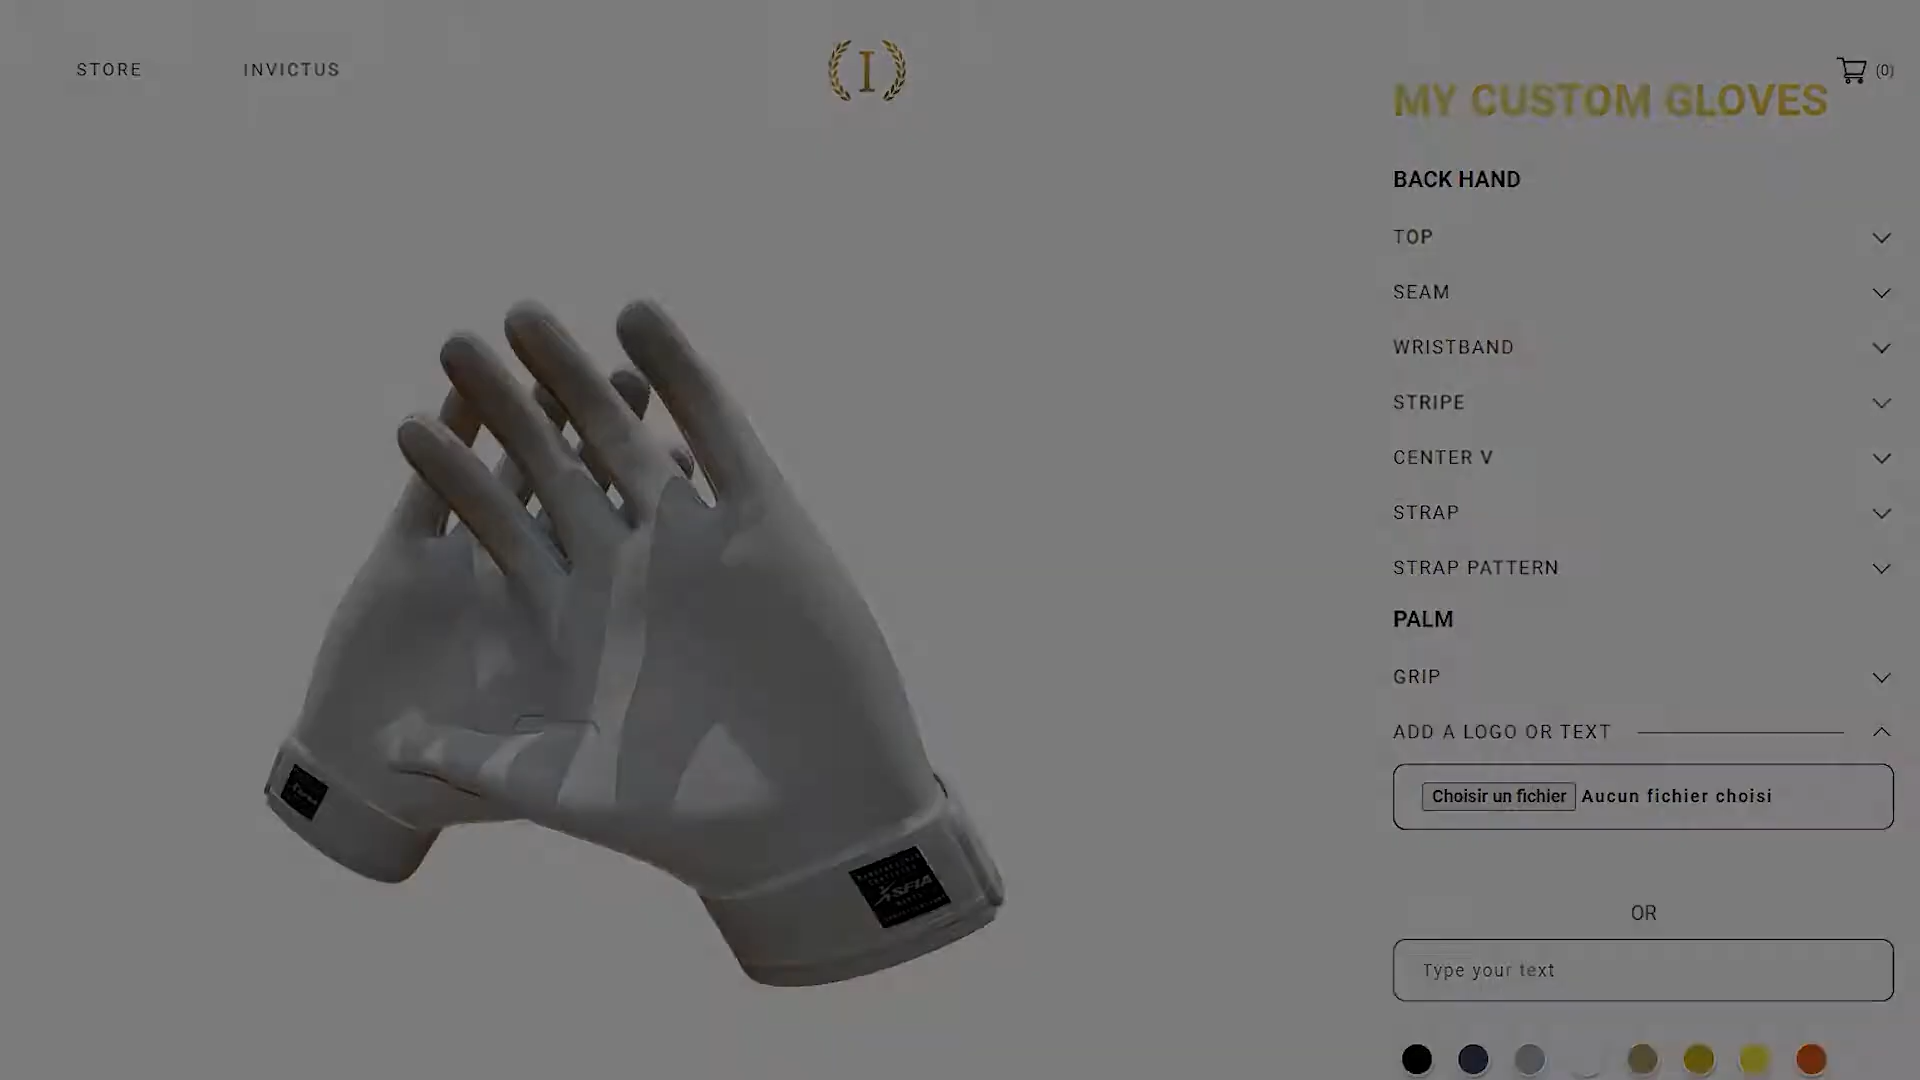 STORE
INVICTUS
I
(0)
MY CUSTOM GLOVES
BACK HAND
TOP
SEAM
WRISTBAND
STRIPE
CENTER V
STRAP
STRAP PATTERN
PALM
GRIP
ADD A LOGO OR TEXT
Choisir un fichier Aucun fichier choisi
OR
Type your text
SFIA